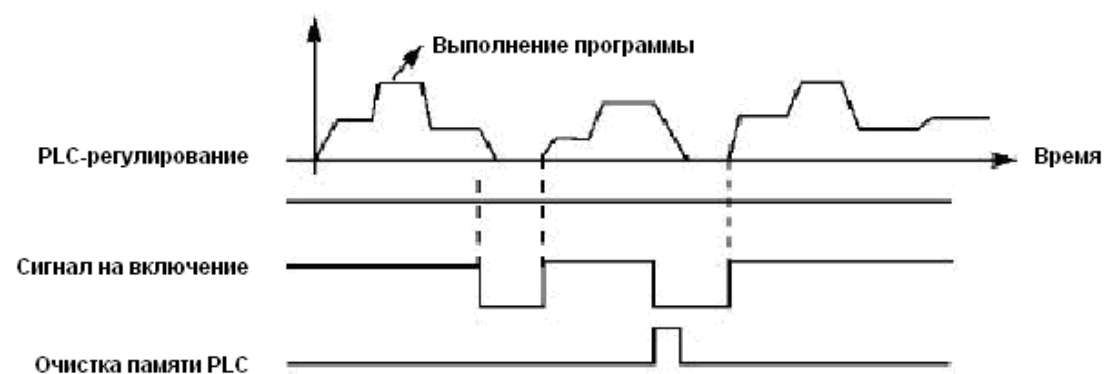 Выполнение программы
PLC-регулирование
Время
Сигнал на включение
Очистка памяти PLC